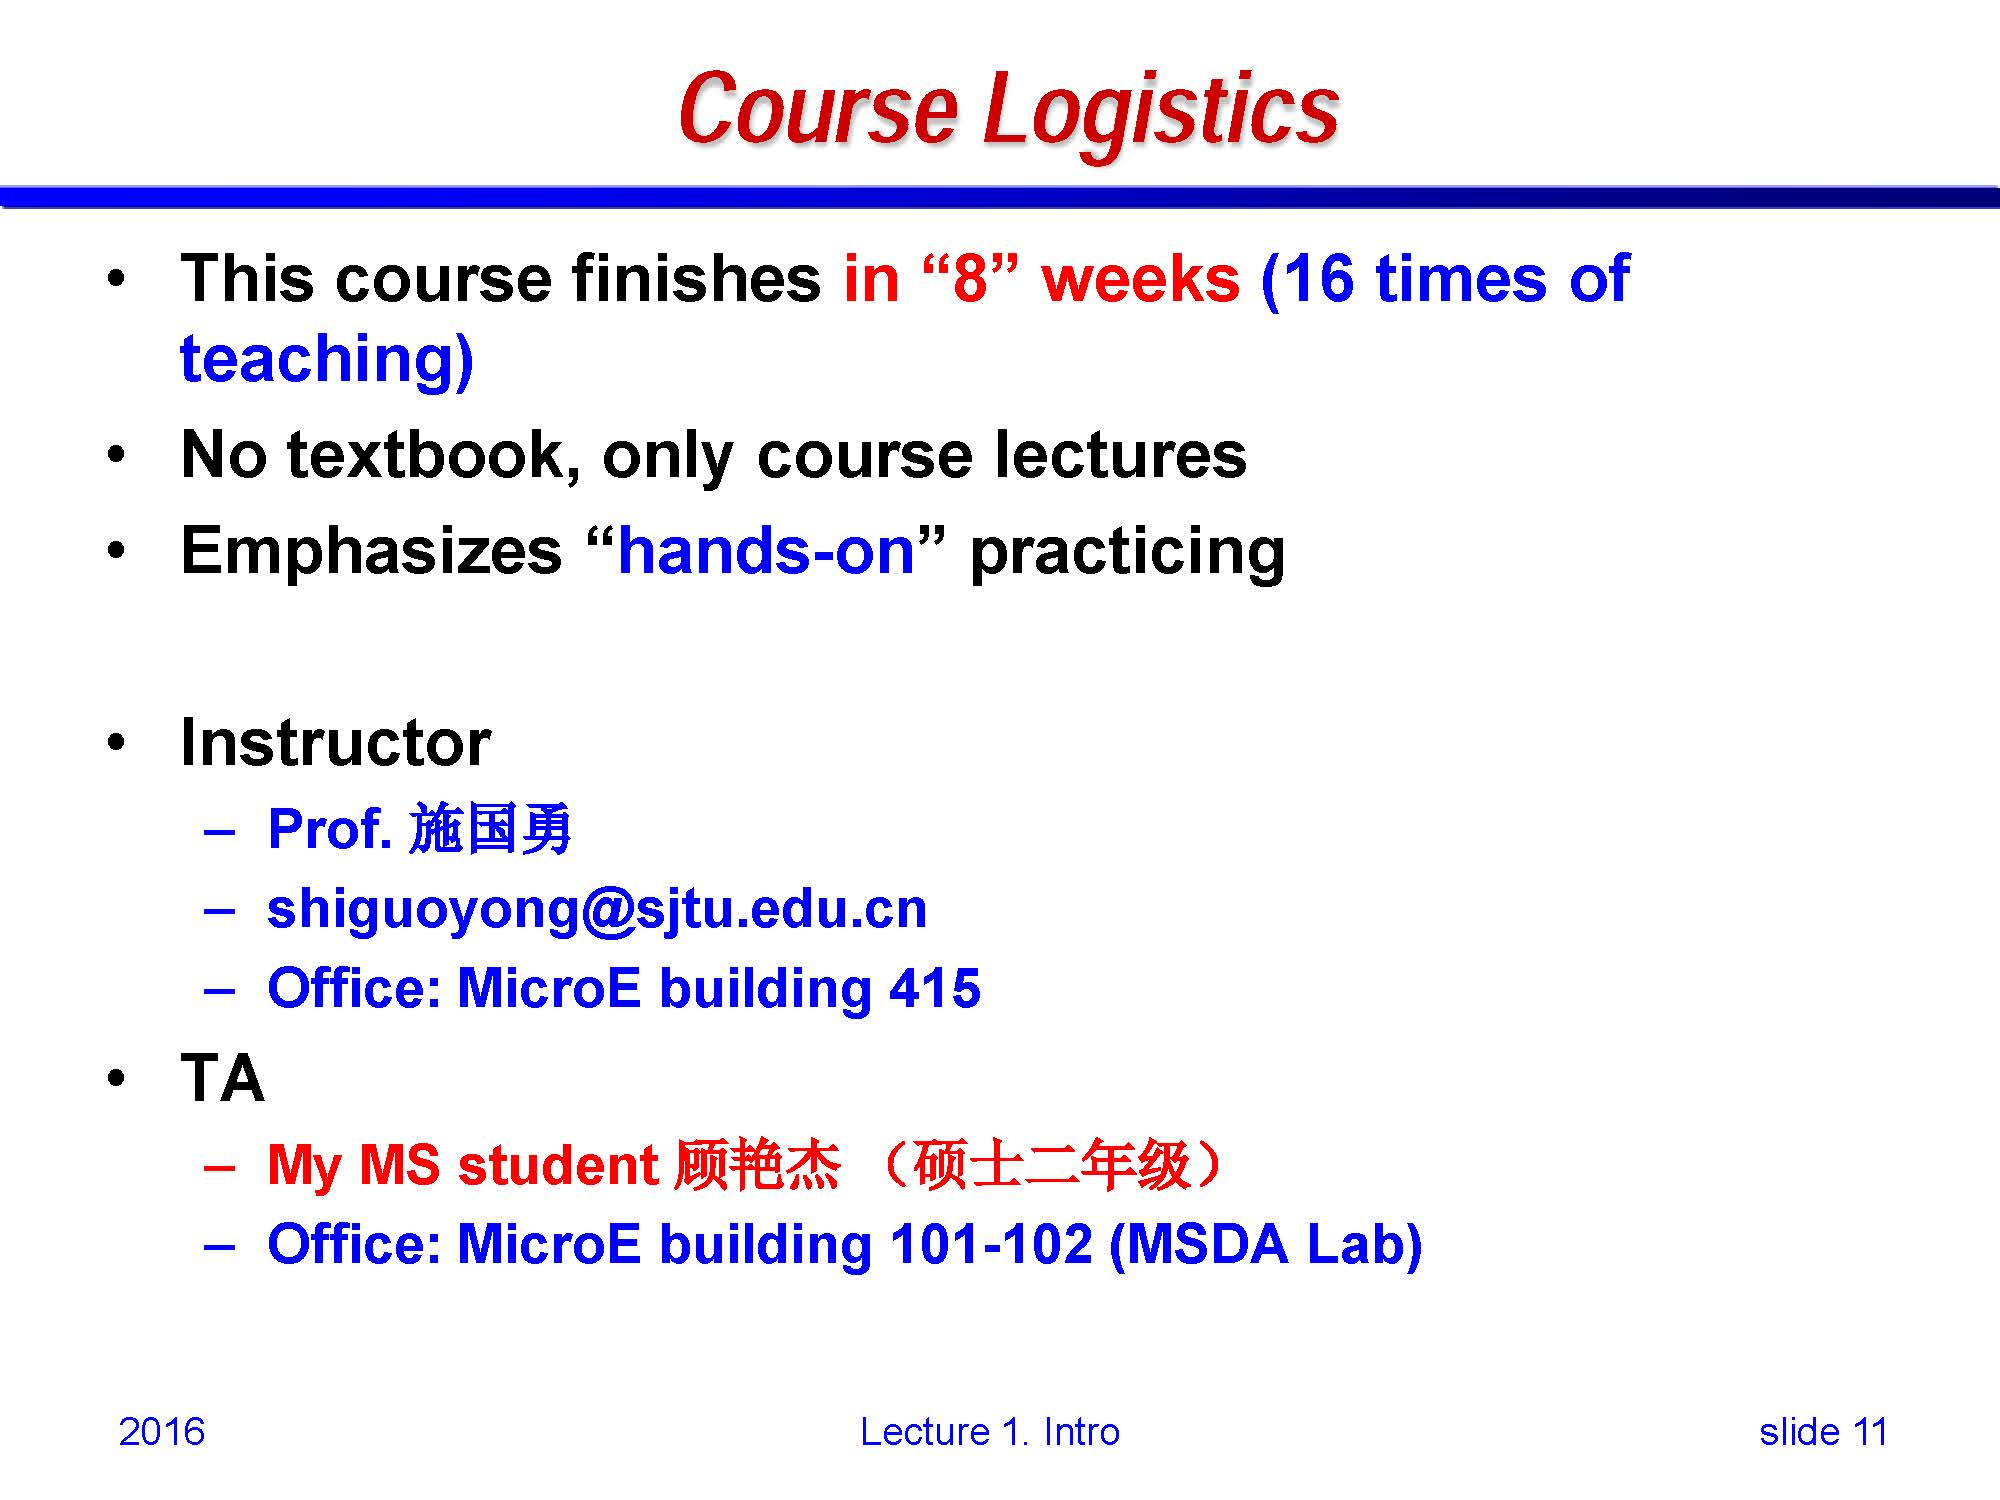 Course Logistics
• This course finishes in “8” weeks (16 times of
teaching)
• No textbook, only course lectures
• Emphasizes “hands-on” practicing
• Instructor
– Prof. 施国勇
– shiguoyong@sjtu.edu.cn
– Office: MicroE building 415
• TA
– My MS student 顾艳杰 （硕士二年级）
– Office: MicroE building 101-102 (MSDA Lab)
2016 Lecture 1. Intro slide 11